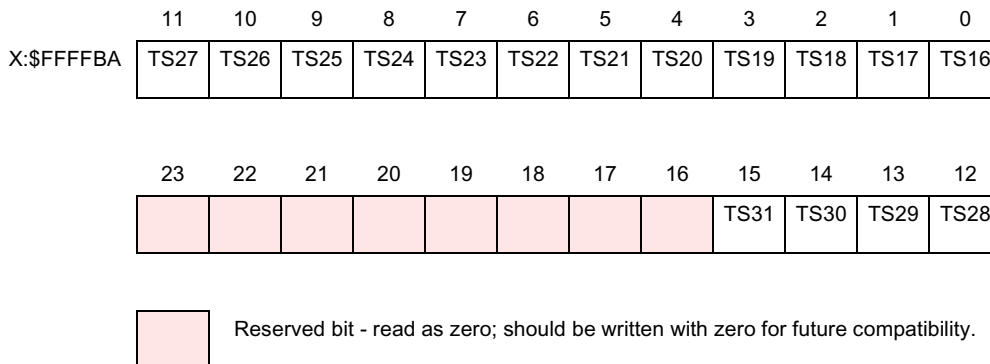 11 10 9 8 7 6 5 4 3 2 1 0
X:$FFFFBA TS27 TS26 TS25 TS24 TS23 TS22 TS21 TS20 TS19 TS18 TS17 TS16
23 22 21 20 19 18 17 16 15 14 13 12
TS31 TS30 TS29 TS28
Reserved bit - read as zero; should be written with zero for future compatibility.